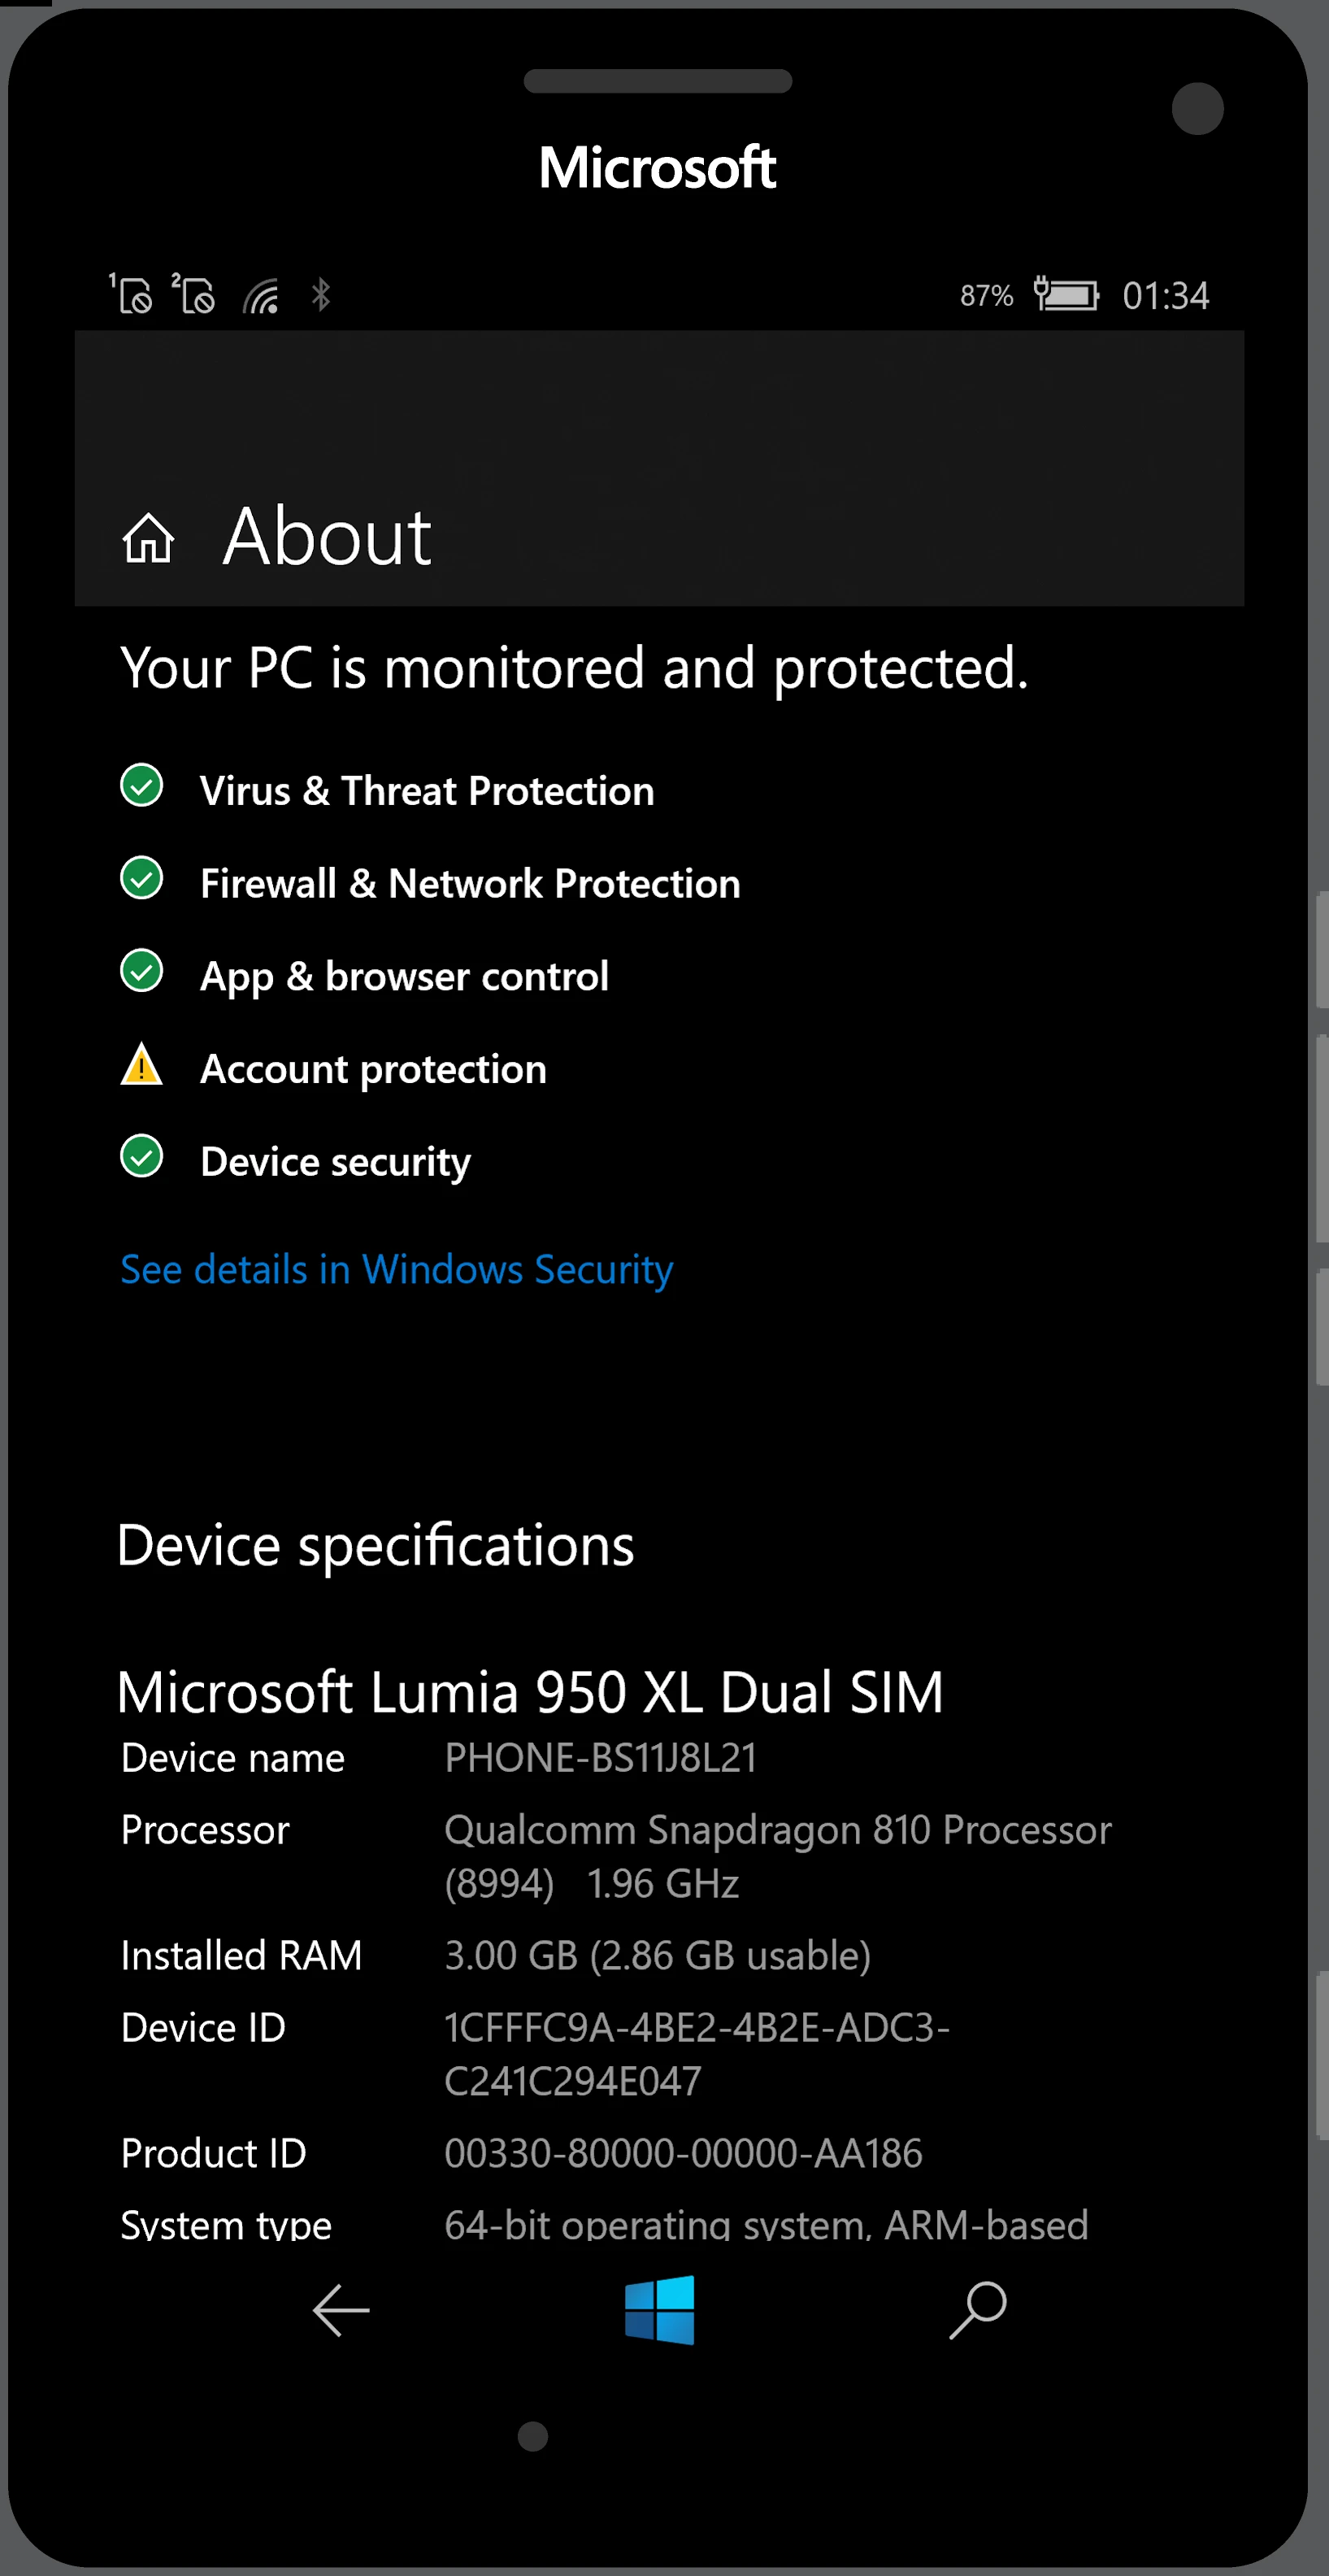 Microsoft
1 2 87% 01:34
About
Your PC is monitored and protected.
Virus & Threat Protection
Firewall & Network Protection
App & browser control
Account protection
Device security
See details in Windows Security
Device specifications
Microsoft Lumia 950 XL Dual SIM
Device name PHONE-BS11J8L21
Processor Qualcomm Snapdragon 810 Processor
(8994) 1.96 GHz
Installed RAM 3.00 GB (2.86 GB usable)
Device ID 1CFFFC9A-4BE2-4B2E-ADC3-
C241C294E047
Product ID 00330-80000-00000-AA186
System type 64-bit operating system, ARM-based